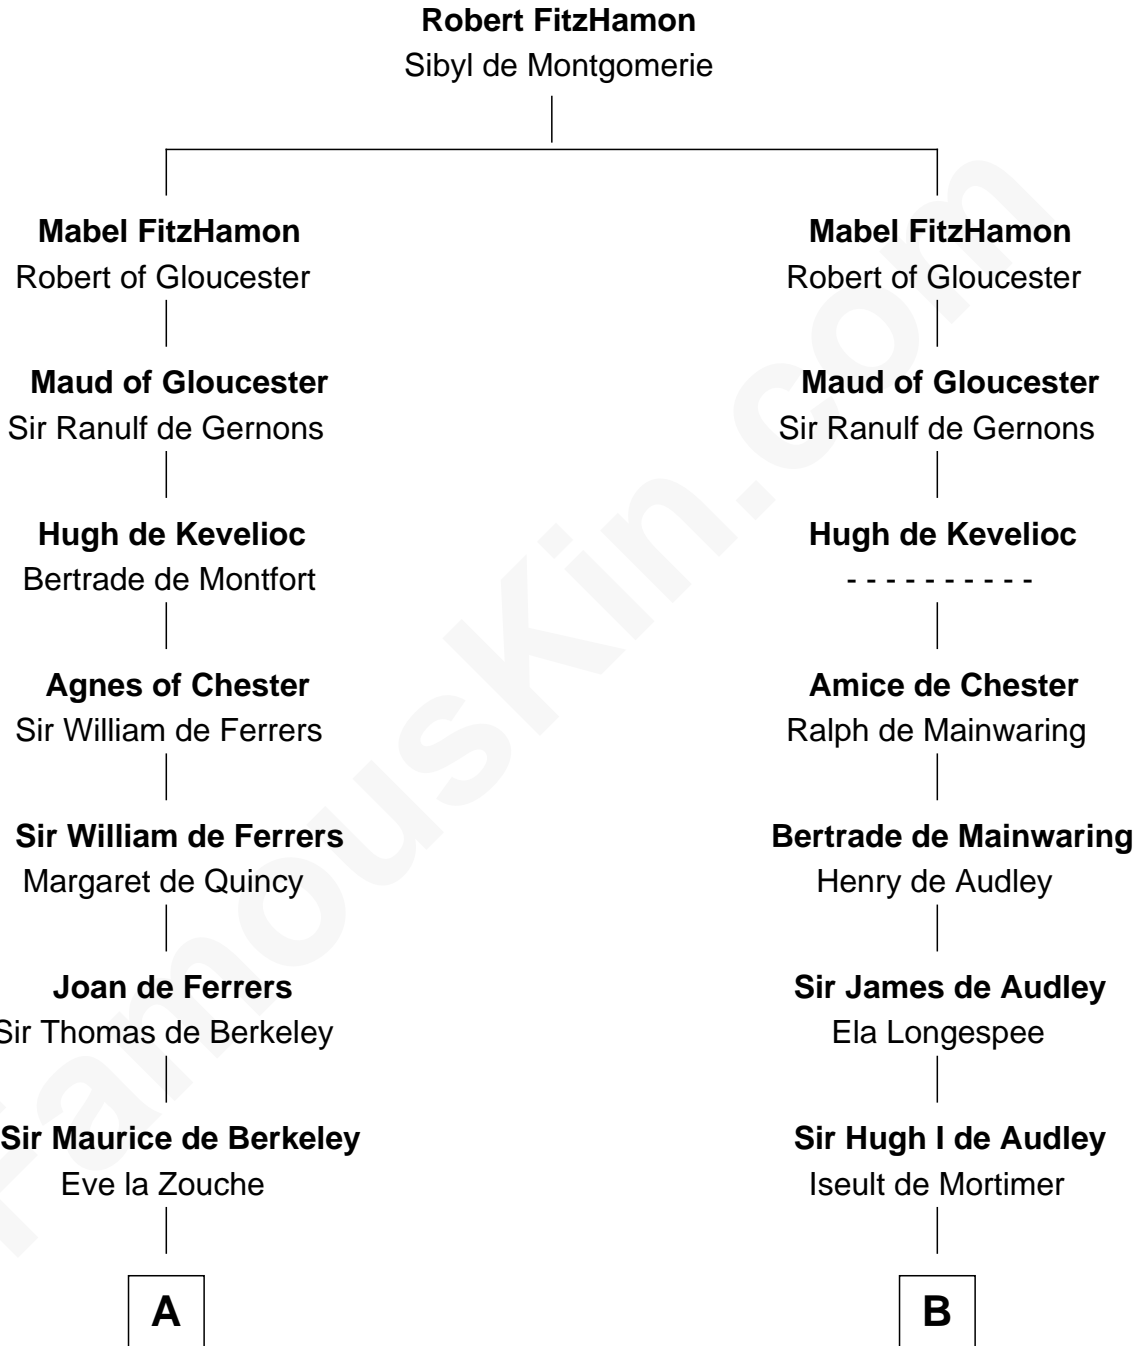 Robert FitzHamon
Sibyl de Montgomerie
Mabel FitzHamon
Robert of Gloucester
Maud of Gloucester
Sir Ranulf de Gernons
Hugh de Kevelioc
Bertrade de Montfort
Agnes of Chester
Sir William de Ferrers
Sir William de Ferrers
Margaret de Quincy
Joan de Ferrers
Sir Thomas de Berkeley
Sir Maurice de Berkeley
Eve la Zouche
A
Mabel FitzHamon
Robert of Gloucester
Maud of Gloucester
Sir Ranulf de Gernons
Hugh de Kevelioc
- - - - - - - - - -
Amice de Chester
Ralph de Mainwaring
Bertrade de Mainwaring
Henry de Audley
Sir James de Audley
Ela Longespee
Sir Hugh I de Audley
Iseult de Mortimer
B
FamousKin.com